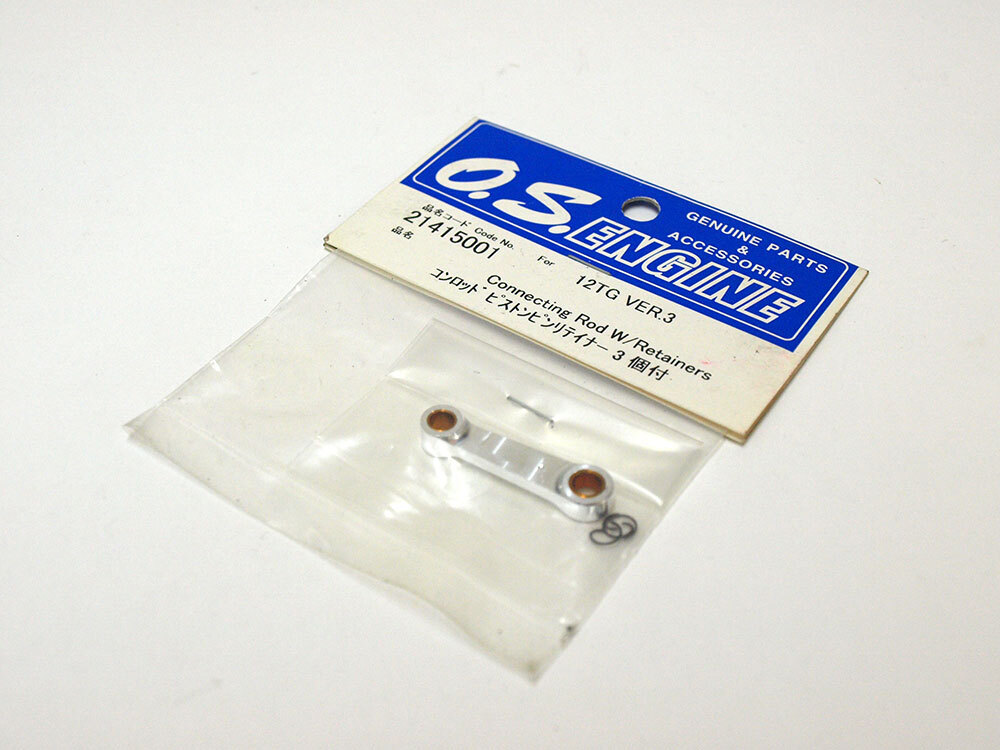 O.S. ENGINE
GENUINE PARTS
&
ACCESSORIES
品名コード Code No.
21415001
For 12TG VER.3
品名
Connecting Rod W/Retainers
コンロッド ピストンピンリテイナー 3個付